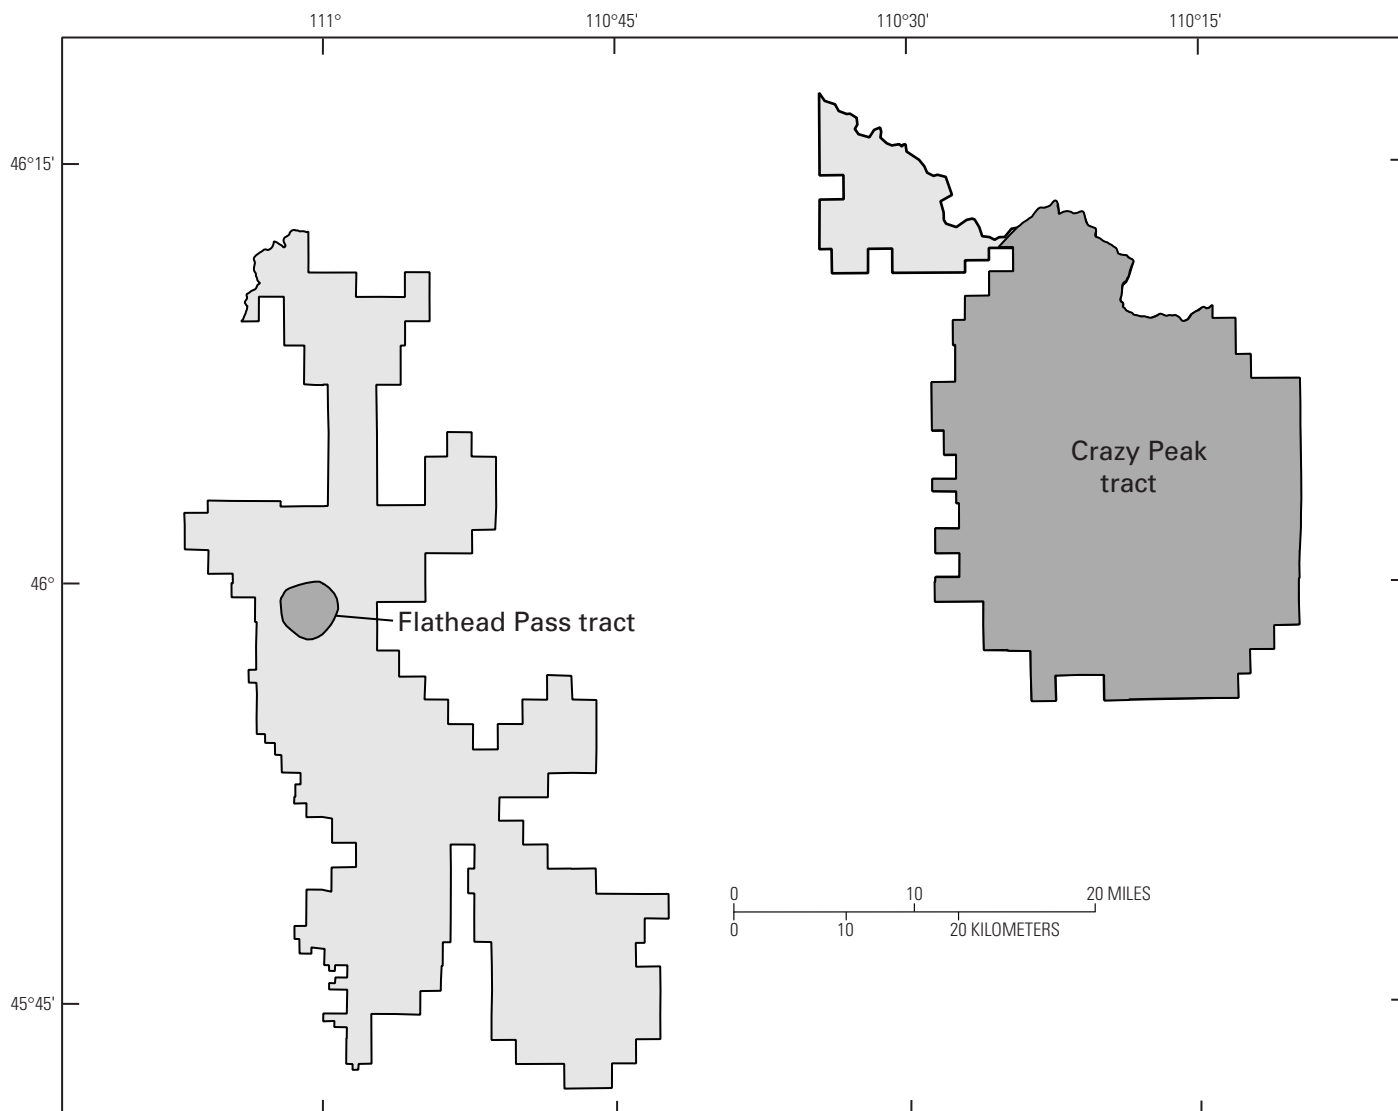 111° 110°45' 110°30' 110°15'
46°15'
Crazy Peak
tract
46°
Flathead Pass tract
0 10 20 MILES
0 10 20 KILOMETERS
45°45'